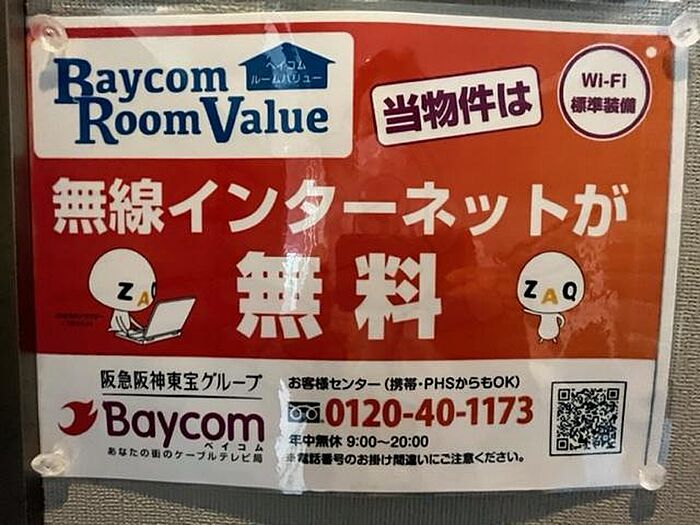 Baycom
Room Value
ベイコム
ルームバリュー
当物件は
Wi-Fi
標準装備
無線インターネットが
無料
ZAQ
ZAQ
阪急阪神東宝グループ
Baycom
ベイコム
あなたの街のケーブルテレビ局
お客様センター(携帯・PHSからもOK)
0120-40-1173
年中無休 9:00～20:00
※電話番号のお掛け間違いにご注意ください。